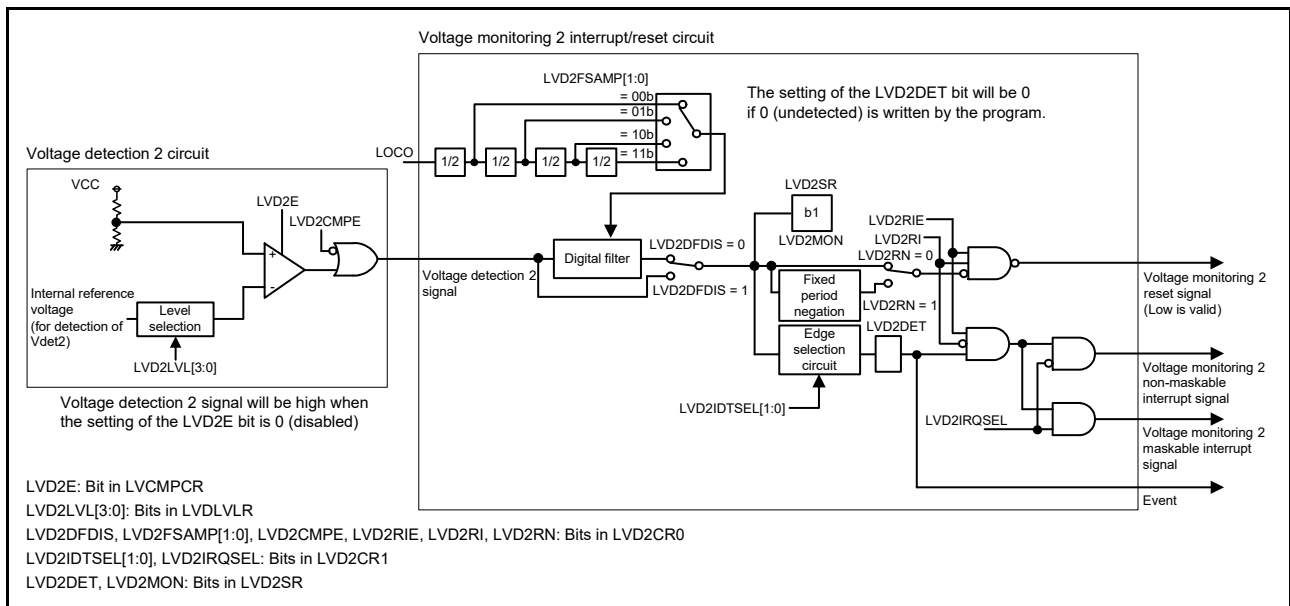 Voltage monitoring 2 interrupt/reset circuit
LVD2FSAMP[1:0]
= 00b
= 01b
= 10b
= 11b
The setting of the LVD2DET bit will be 0
if 0 (undetected) is written by the program.
LOCO
1/2
1/2
1/2
1/2
Voltage detection 2 circuit
VCC
LVD2E
LVD2CMPE
+
-
Internal reference
voltage
(for detection of
Vdet2)
Level
selection
LVD2LVL[3:0]
Voltage detection 2 signal will be high when
the setting of the LVD2E bit is 0 (disabled)
Voltage detection 2
signal
Digital filter
LVD2DFDIS = 0
LVD2DFDIS = 1
LVD2SR
b1
LVD2MON
LVD2RIE
LVD2RI
LVD2RN = 0
Fixed
period
negation
LVD2RN = 1
Edge
selection
circuit
LVD2DET
LVD2IDTSEL[1:0]
LVD2IRQSEL
Voltage monitoring 2
reset signal
(Low is valid)
Voltage monitoring 2
non-maskable
interrupt signal
Voltage monitoring 2
maskable interrupt
signal
Event
LVD2E: Bit in LVCMPCR
LVD2LVL[3:0]: Bits in LVDLVLR
LVD2DFDIS, LVD2FSAMP[1:0], LVD2CMPE, LVD2RIE, LVD2RI, LVD2RN: Bits in LVD2CR0
LVD2IDTSEL[1:0], LVD2IRQSEL: Bits in LVD2CR1
LVD2DET, LVD2MON: Bits in LVD2SR